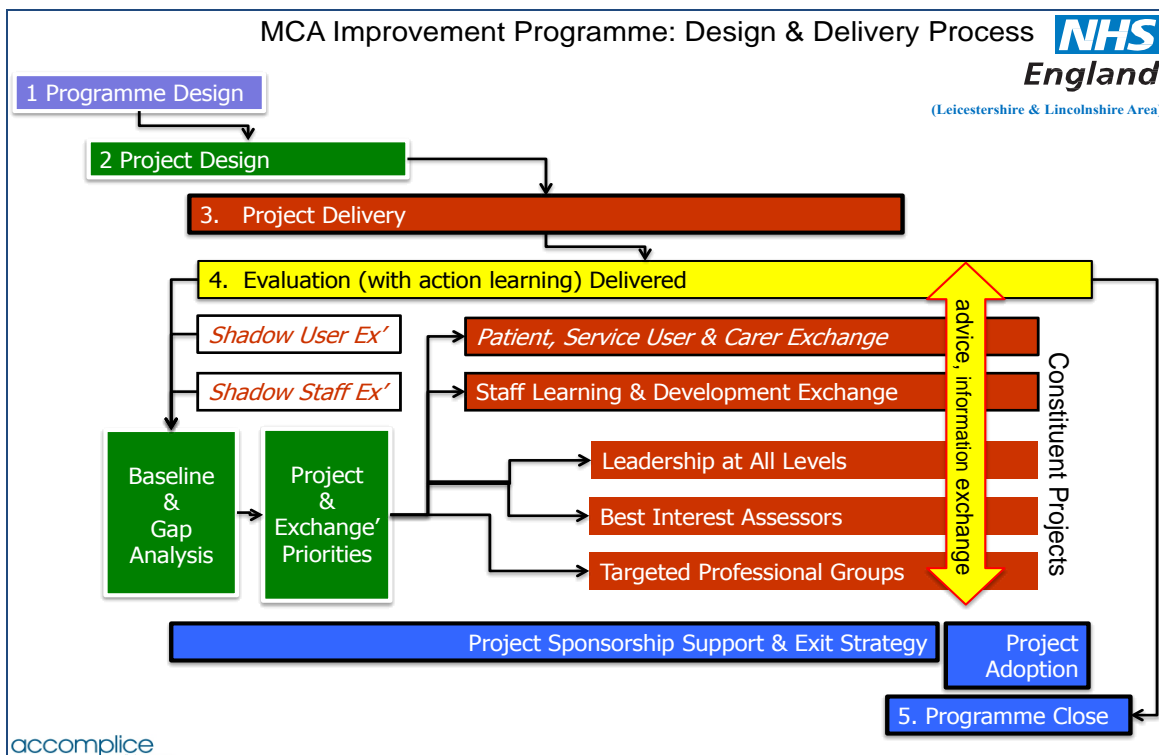 MCA Improvement Programme: Design & Delivery Process
NHS
England
(Leicestershire & Lincolnshire Area)
1 Programme Design
2 Project Design
3. Project Delivery
4. Evaluation (with action learning) Delivered
Shadow User Ex’
Shadow Staff Ex’
Patient, Service User & Carer Exchange
Staff Learning & Development Exchange
Baseline
&
Gap
Analysis
Project
&
Exchange’
Priorities
Leadership at All Levels
Best Interest Assessors
Targeted Professional Groups
advice, information exchange
Constituent Projects
Project Sponsorship Support & Exit Strategy
Project
Adoption
5. Programme Close
accomplice